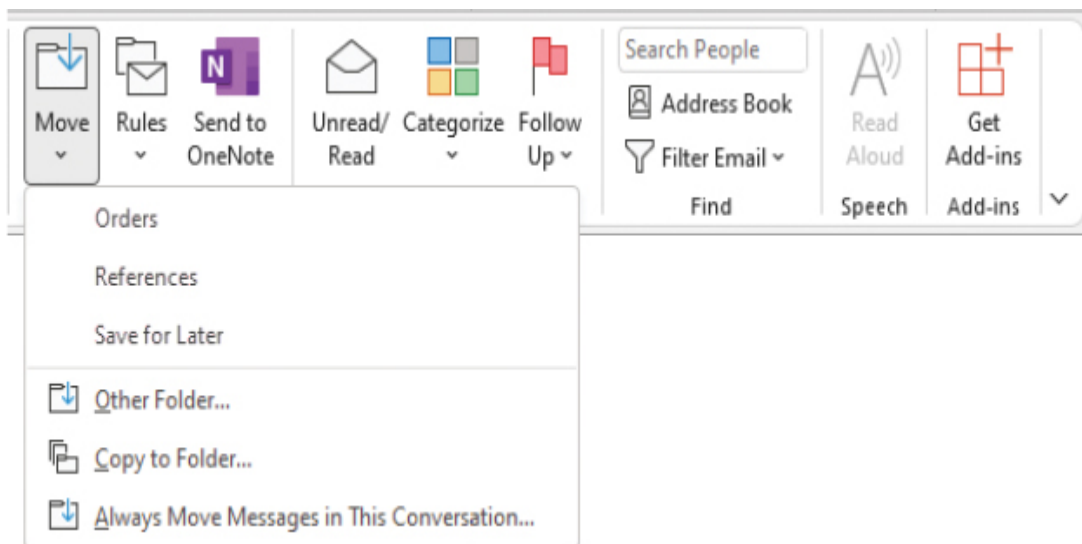 Move
Rules
N
Send to
OneNote
Unread/
Read
Categorize
Follow
Up
Search People
Address Book
Filter Email
Find
A
Read
Aloud
Speech
Get
Add-ins
Add-ins
Orders
References
Save for Later
Other Folder...
Copy to Folder...
Always Move Messages in This Conversation...